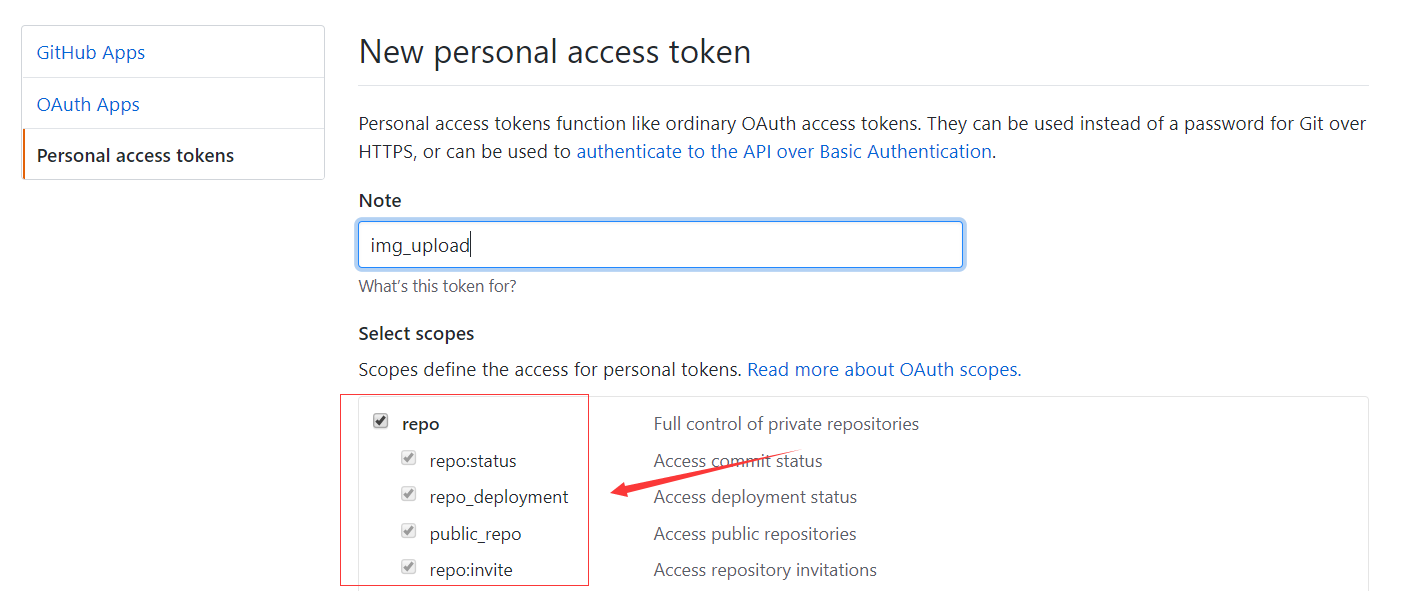 GitHub Apps
OAuth Apps
Personal access tokens
New personal access token
Personal access tokens function like ordinary OAuth access tokens. They can be used instead of a password for Git over
HTTPS, or can be used to authenticate to the API over Basic Authentication.
Note
img_upload
What's this token for?
Select scopes
Scopes define the access for personal tokens. Read more about OAuth scopes.
repo Full control of private repositories
repo:status Access commit status
repo_deployment Access deployment status
public_repo Access public repositories
repo:invite Access repository invitations